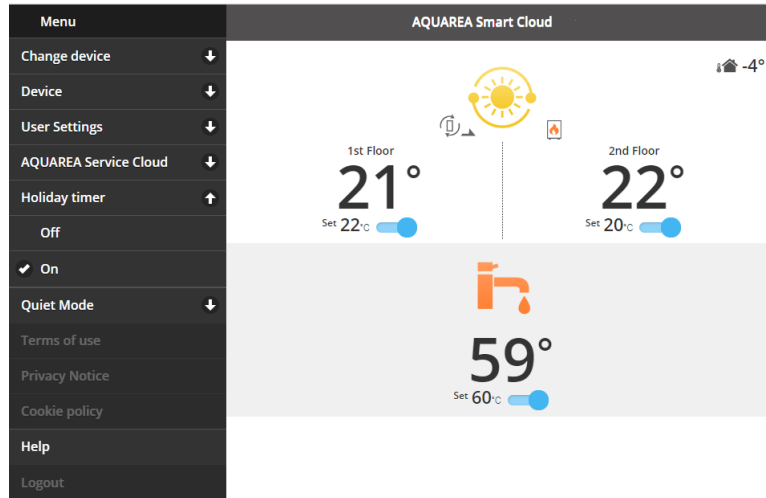 Menu
AQUAREA Smart Cloud
Change device
Device
User Settings
AQUAREA Service Cloud
Holiday timer
Off
On
Quiet Mode
Terms of use
Privacy Notice
Cookie policy
Help
Logout
-4°
1st Floor
21°
Set 22°C
2nd Floor
22°
Set 20°C
59°
Set 60°C